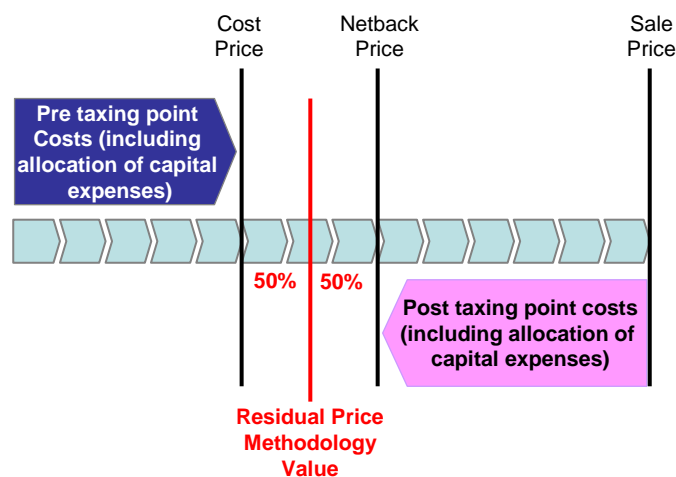 Cost
Price
Netback
Price
Sale
Price
Pre taxing point
Costs (including
allocation of capital
expenses)
50%
50%
Post taxing point costs
(including allocation of
capital expenses)
Residual Price
Methodology
Value